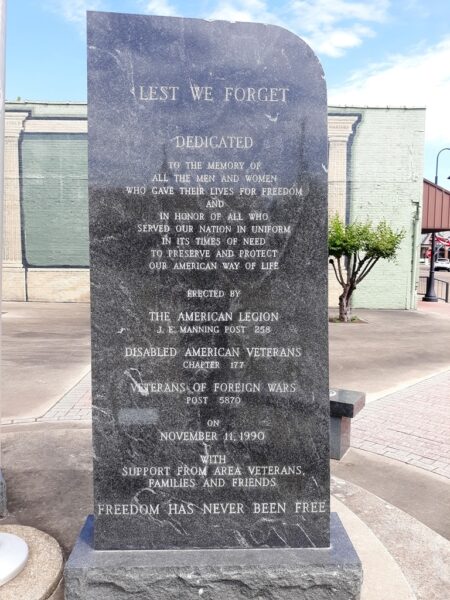 LEST WE FORGET
DEDICATED
TO THE MEMORY OF
ALL THE MEN AND WOMEN
WHO GAVE THEIR LIVES FOR FREEDOM
AND
IN HONOR OF ALL WHO
SERVED OUR NATION IN UNIFORM
IN ITS TIMES OF NEED
TO PRESERVE AND PROTECT
OUR AMERICAN WAY OF LIFE
ERECTED BY
THE AMERICAN LEGION
J. E. MANNING POST 258
DISABLED AMERICAN VETERANS
CHAPTER 177
VETERANS OF FOREIGN WARS
POST 5870
ON
NOVEMBER 11, 1990
WITH
SUPPORT FROM AREA VETERANS,
FAMILIES AND FRIENDS
FREEDOM HAS NEVER BEEN FREE